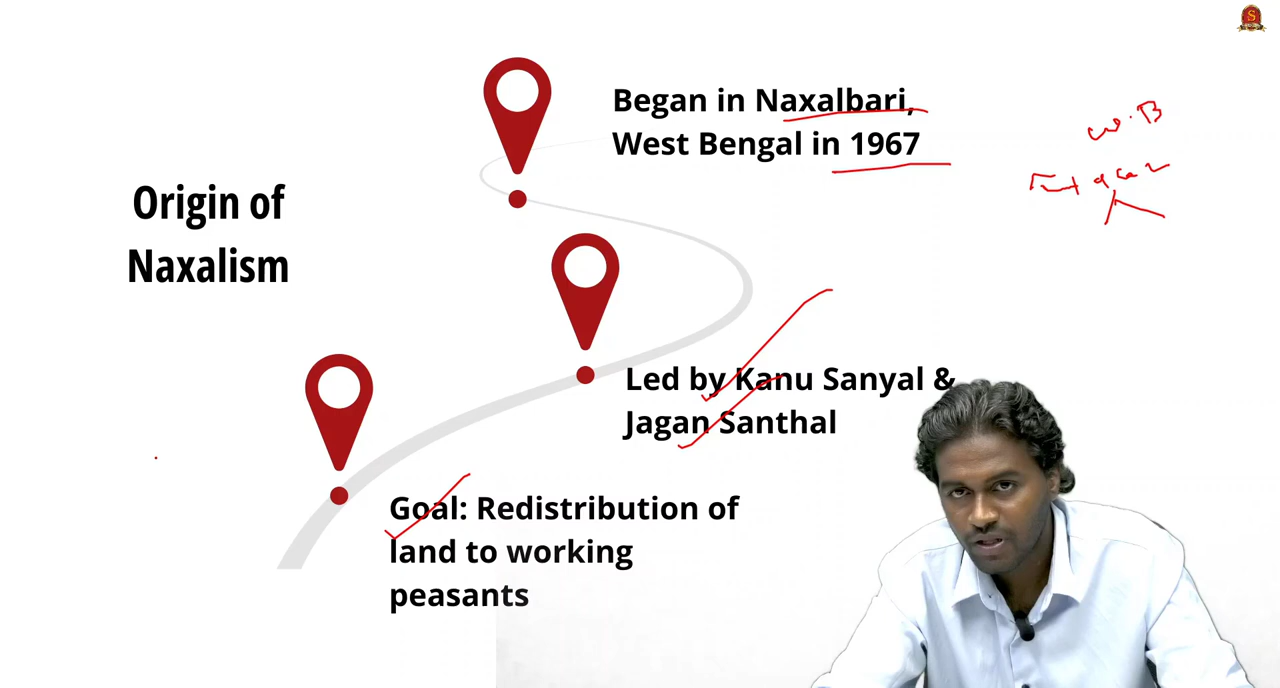 Origin of
Naxalism
Began in Naxalbari,
West Bengal in 1967
W.B
Led by Kanu Sanyal &
Jagan Santhal
Goal: Redistribution of
land to working
peasants